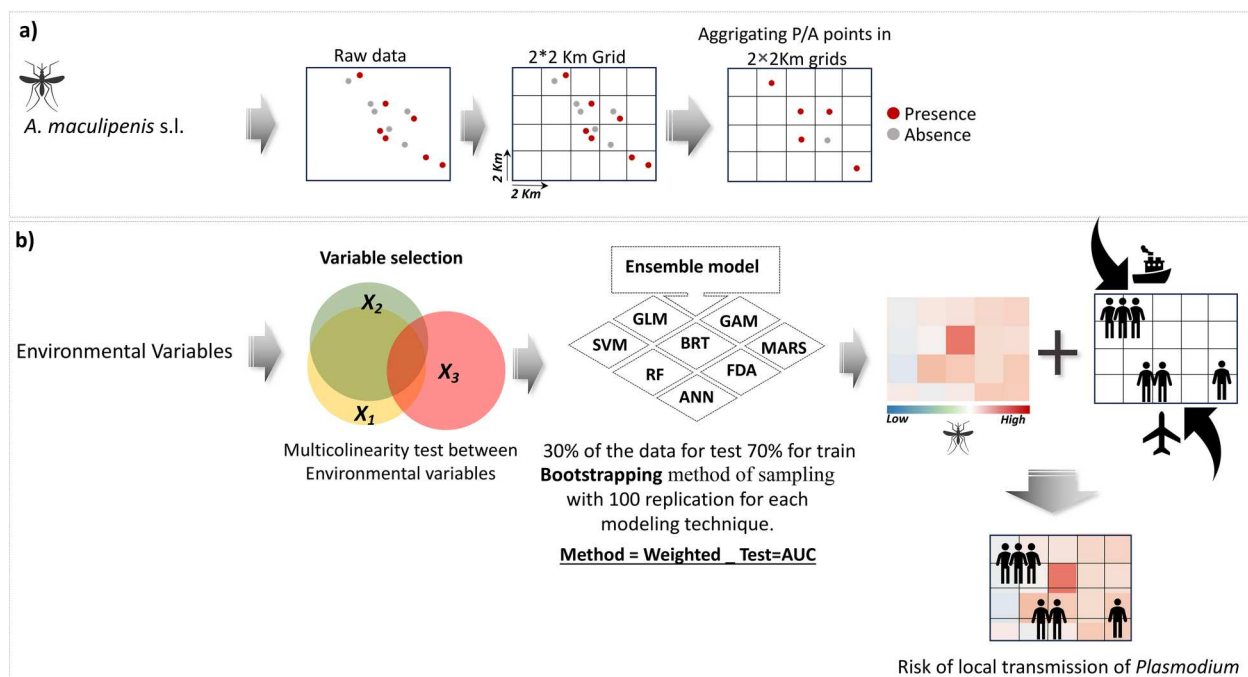 a)
A. maculipenis s.l.
Raw data
2*2 Km Grid
2 Km
2 Km
Aggrigating P/A points in
2×2Km grids
Presence
Absence
b)
Environmental Variables
Variable selection
X2
X3
X1
Multicolinearity test between
Environmental variables
Ensemble model
GLM
GAM
SVM
BRT
MARS
RF
FDA
ANN
30% of the data for test 70% for train
Bootstrapping method of sampling
with 100 replication for each
modeling technique.
Method = Weighted _ Test=AUC
Low
High
Risk of local transmission of Plasmodium